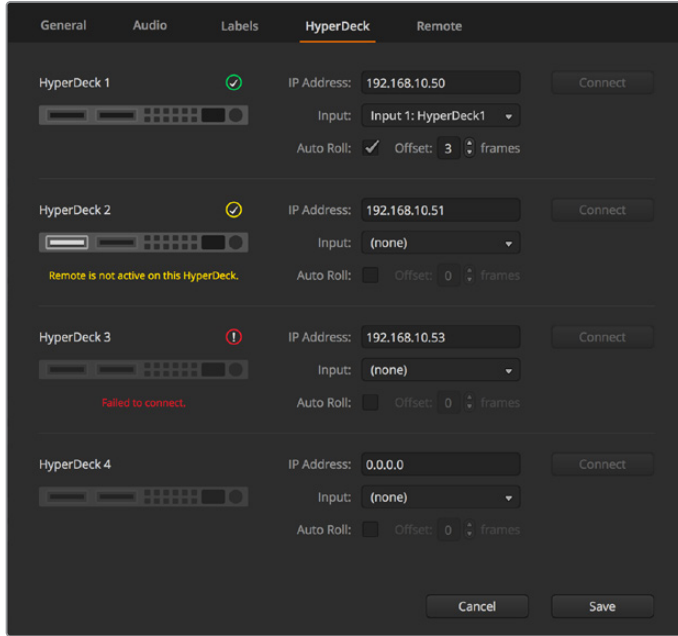 General Audio Labels HyperDeck Remote
HyperDeck 1 IP Address: 192.168.10.50 Connect
Input: Input 1: HyperDeck1
Auto Roll: Offset: 3 frames
HyperDeck 2 IP Address: 192.168.10.51 Connect
Input: (none)
Remote is not active on this HyperDeck. Auto Roll: Offset: 0 frames
HyperDeck 3 IP Address: 192.168.10.53 Connect
Input: (none)
Failed to connect. Auto Roll: Offset: 0 frames
HyperDeck 4 IP Address: 0.0.0.0 Connect
Input: (none)
Auto Roll: Offset: 0 frames
Cancel Save